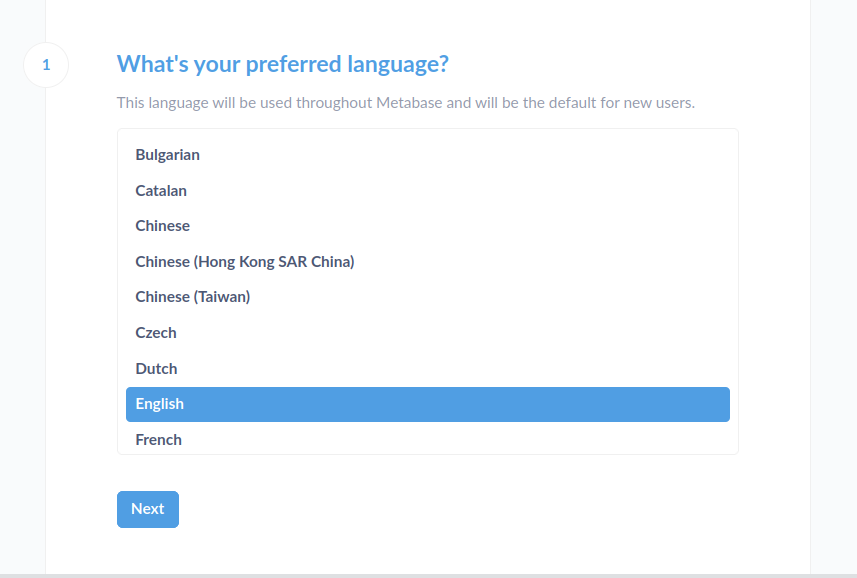 1
What's your preferred language?
This language will be used throughout Metabase and will be the default for new users.
Bulgarian
Catalan
Chinese
Chinese (Hong Kong SAR China)
Chinese (Taiwan)
Czech
Dutch
English
French
Next